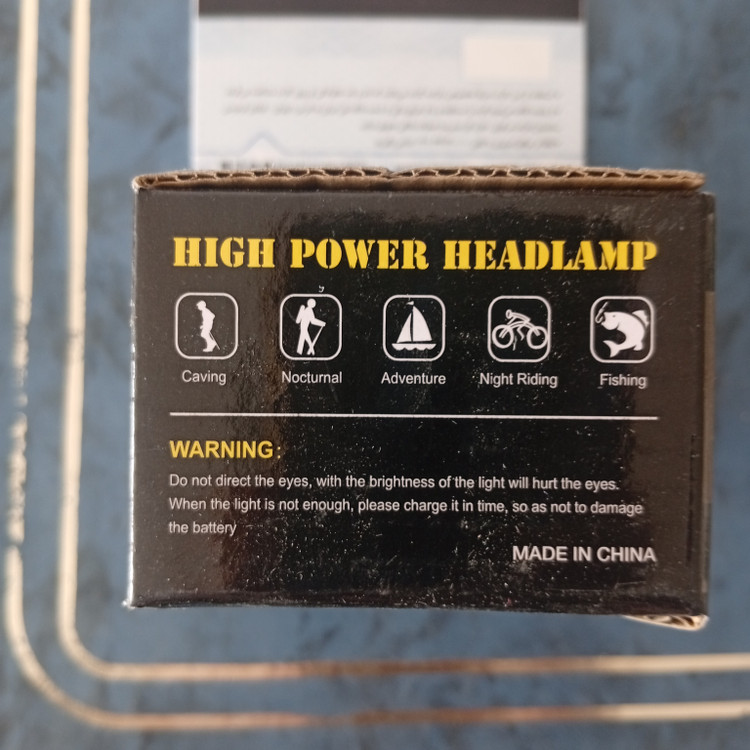 HIGH POWER HEADLAMP
Caving Nocturnal Adventure Night Riding Fishing
WARNING:
Do not direct the eyes, with the brightness of the light will hurt the eyes.
When the light is not enough, please charge it in time, so as not to damage
the battery
MADE IN CHINA